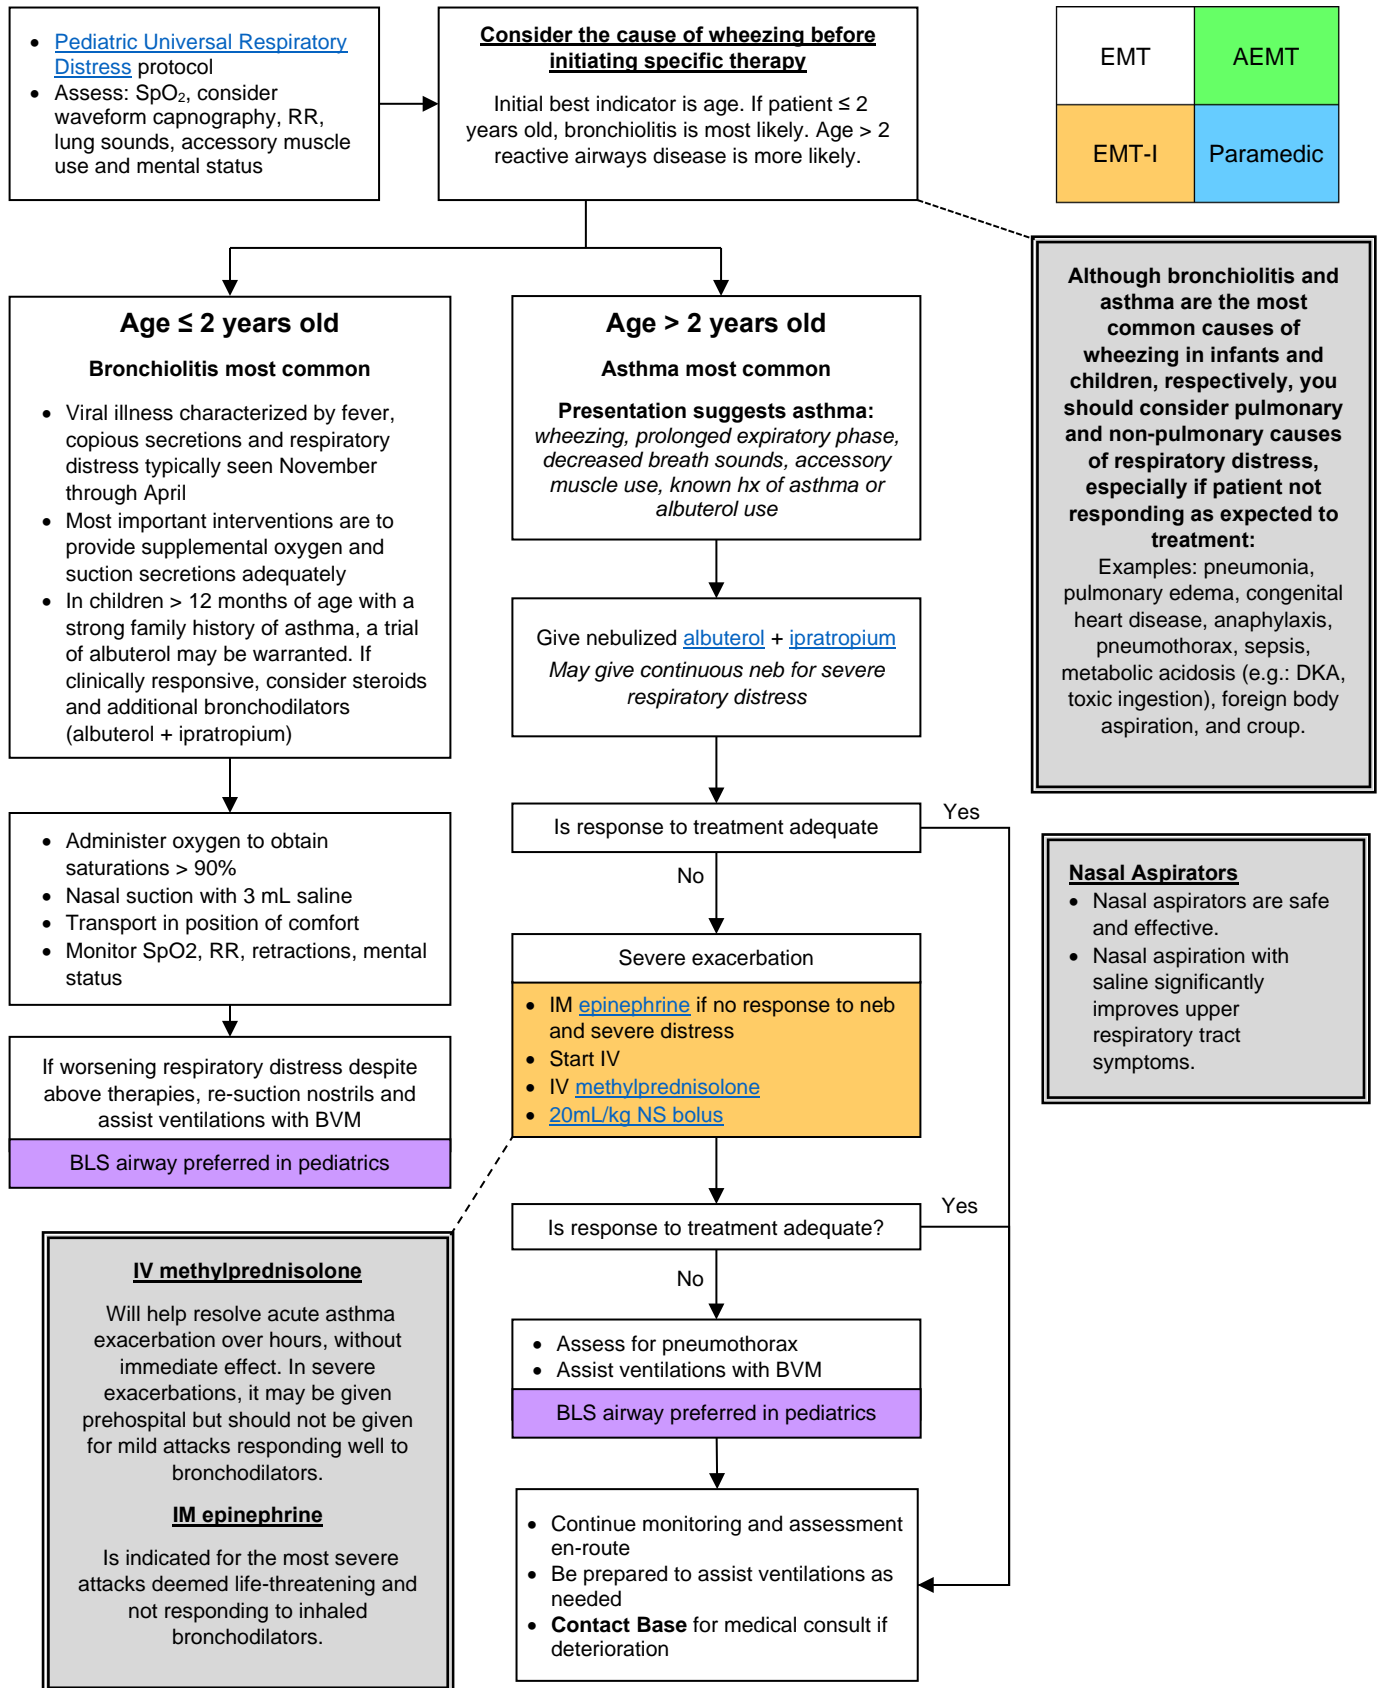 • Pediatric Universal Respiratory
Distress protocol
• Assess: SpO₂, consider
waveform capnography, RR,
lung sounds, accessory muscle
use and mental status
Consider the cause of wheezing before
initiating specific therapy
Initial best indicator is age. If patient ≤ 2
years old, bronchiolitis is most likely. Age > 2
reactive airways disease is more likely.
EMT
AEMT
EMT-I
Paramedic
Although bronchiolitis and
asthma are the most
common causes of
wheezing in infants and
children, respectively, you
should consider pulmonary
and non-pulmonary causes
of respiratory distress,
especially if patient not
responding as expected to
treatment:
Examples: pneumonia,
pulmonary edema, congenital
heart disease, anaphylaxis,
pneumothorax, sepsis,
metabolic acidosis (e.g.: DKA,
toxic ingestion), foreign body
aspiration, and croup.
Age ≤ 2 years old
Bronchiolitis most common
• Viral illness characterized by fever,
copious secretions and respiratory
distress typically seen November
through April
• Most important interventions are to
provide supplemental oxygen and
suction secretions adequately
• In children > 12 months of age with a
strong family history of asthma, a trial
of albuterol may be warranted. If
clinically responsive, consider steroids
and additional bronchodilators
(albuterol + ipratropium)
• Administer oxygen to obtain
saturations > 90%
• Nasal suction with 3 mL saline
• Transport in position of comfort
• Monitor SpO2, RR, retractions, mental
status
If worsening respiratory distress despite
above therapies, re-suction nostrils and
assist ventilations with BVM
BLS airway preferred in pediatrics
Age > 2 years old
Asthma most common
Presentation suggests asthma:
wheezing, prolonged expiratory phase,
decreased breath sounds, accessory
muscle use, known hx of asthma or
albuterol use
Give nebulized albuterol + ipratropium
May give continuous neb for severe
respiratory distress
Is response to treatment adequate
Yes
No
Severe exacerbation
• IM epinephrine if no response to neb
and severe distress
• Start IV
• IV methylprednisolone
• 20mL/kg NS bolus
Is response to treatment adequate?
Yes
No
• Assess for pneumothorax
• Assist ventilations with BVM
BLS airway preferred in pediatrics
• Continue monitoring and assessment
en-route
• Be prepared to assist ventilations as
needed
• Contact Base for medical consult if
deterioration
Nasal Aspirators
• Nasal aspirators are safe
and effective.
• Nasal aspiration with
saline significantly
improves upper
respiratory tract
symptoms.
IV methylprednisolone
Will help resolve acute asthma
exacerbation over hours, without
immediate effect. In severe
exacerbations, it may be given
prehospital but should not be given
for mild attacks responding well to
bronchodilators.
IM epinephrine
Is indicated for the most severe
attacks deemed life-threatening and
not responding to inhaled
bronchodilators.